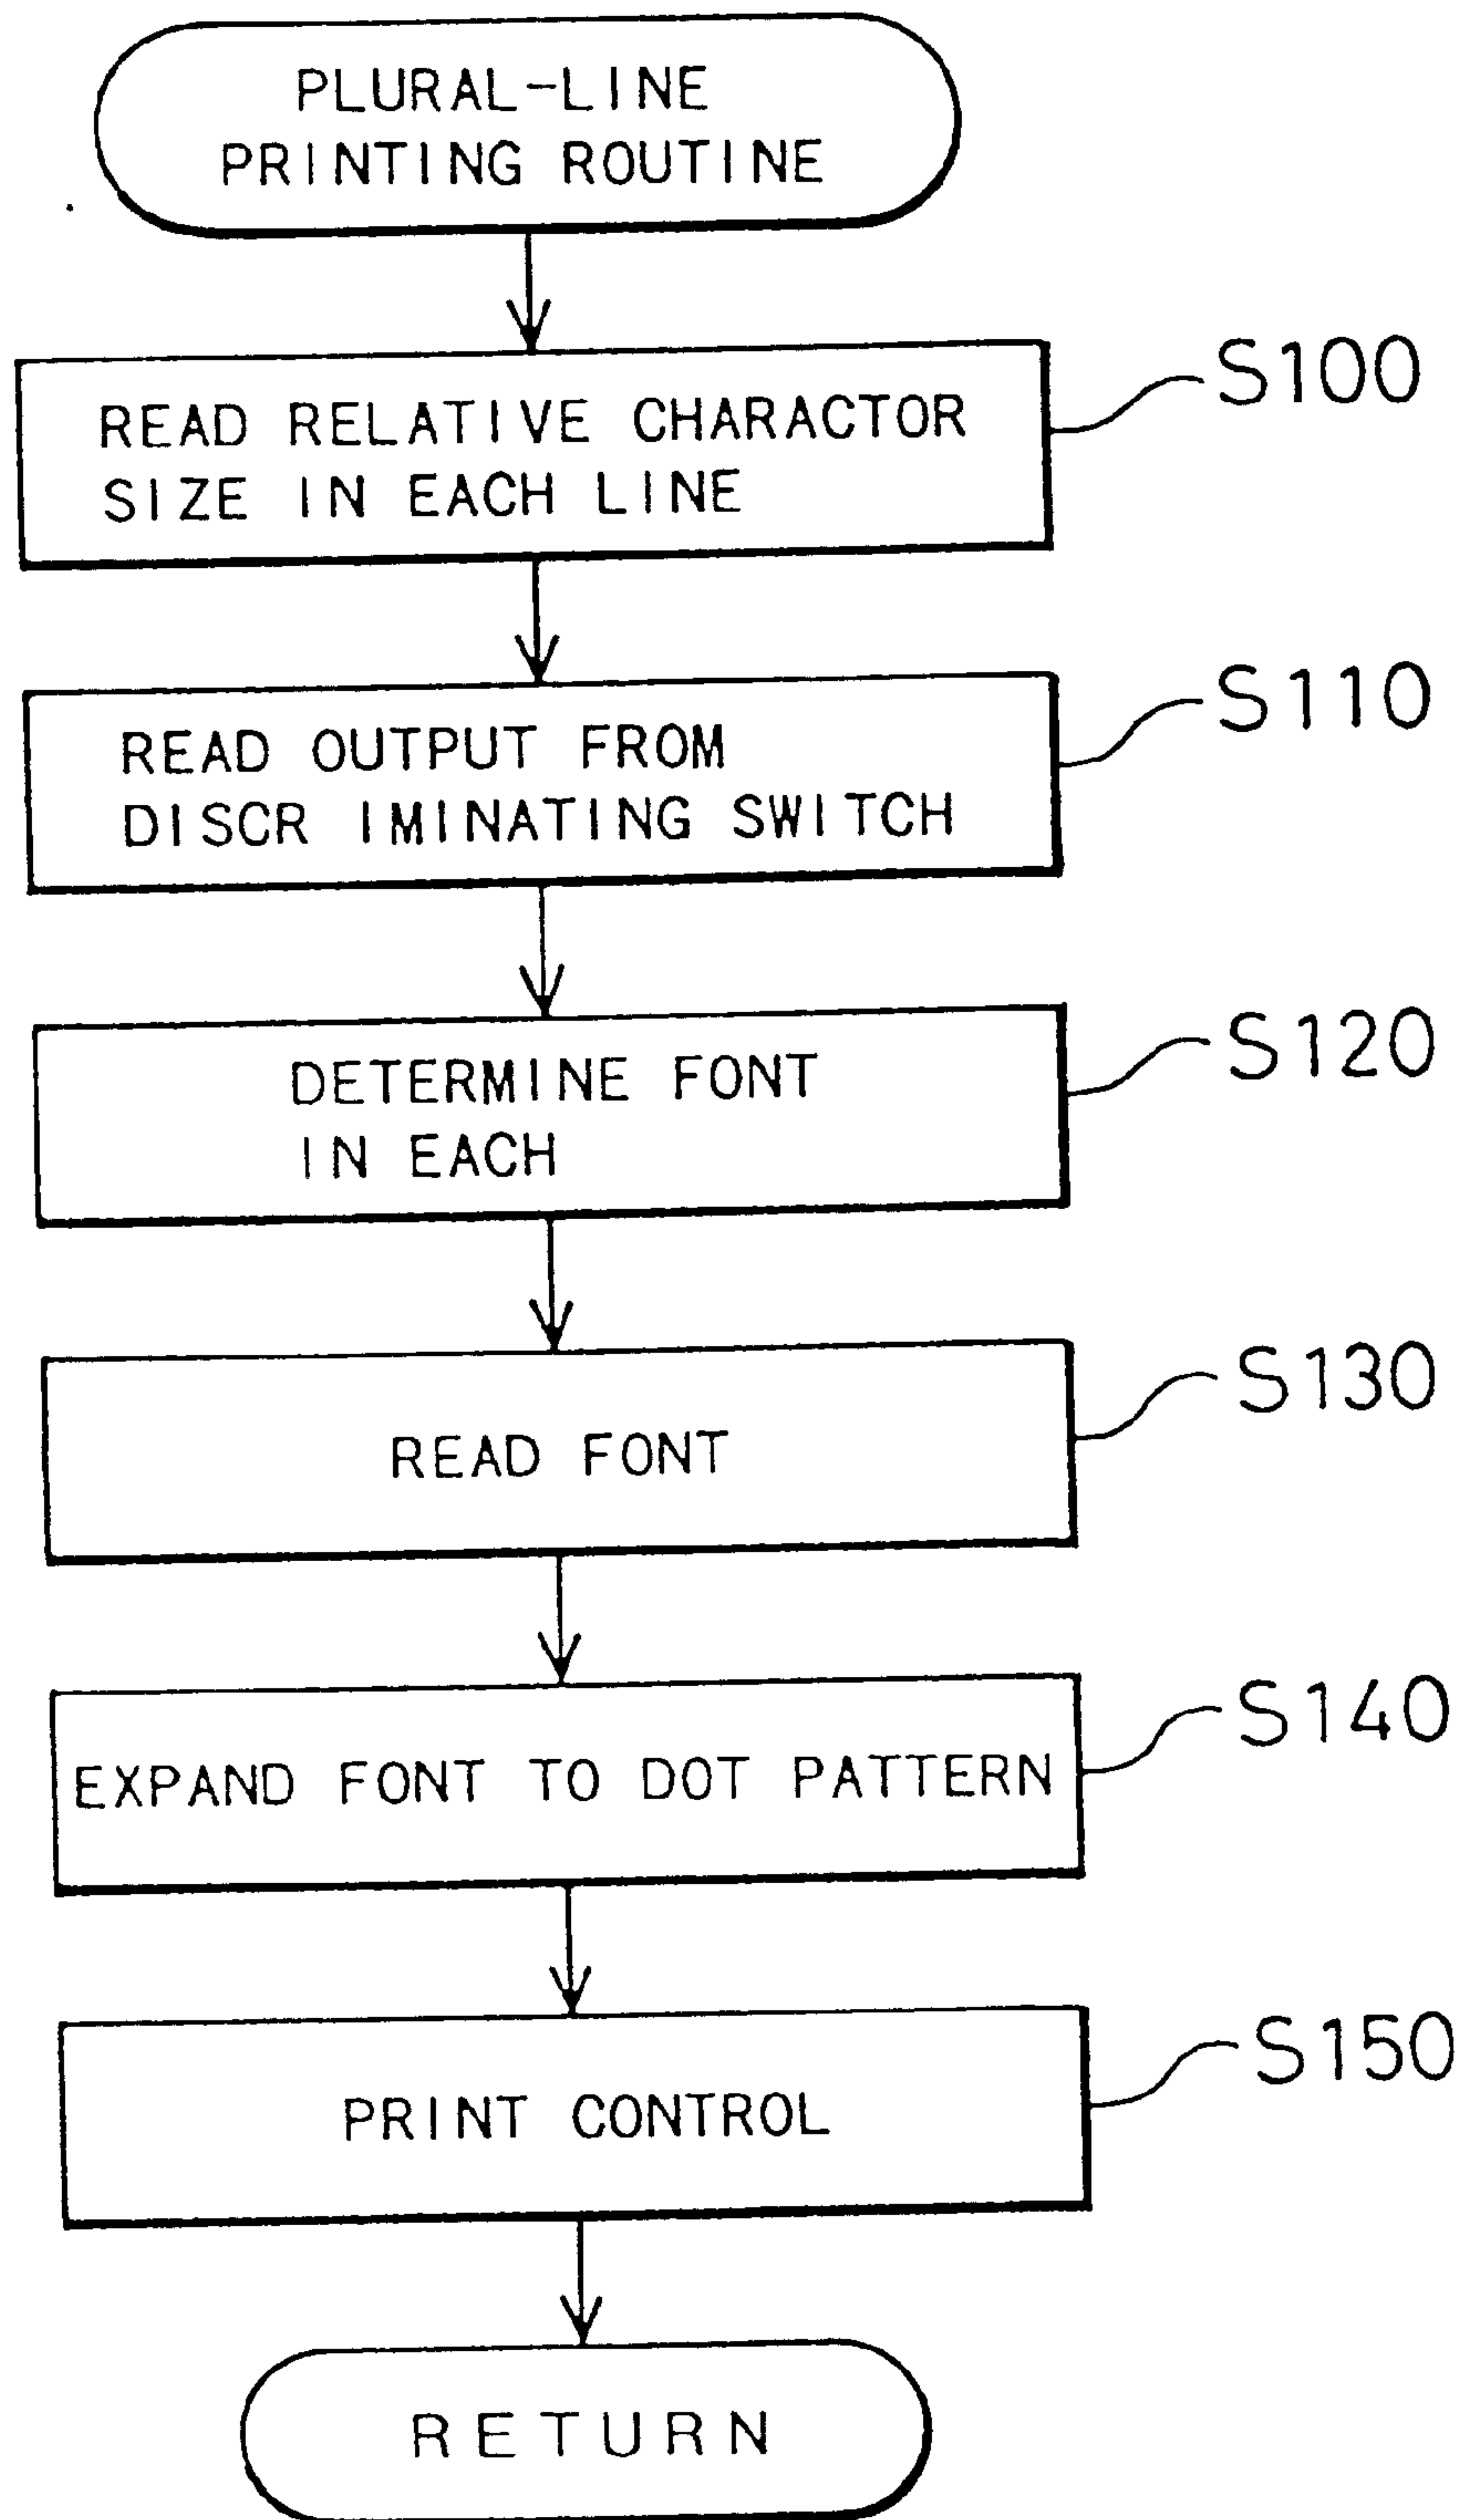 PLURAL-LINE
PRINTING ROUTINE
READ RELATIVE CHARACTOR
SIZE IN EACH LINE
S100
READ OUTPUT FROM
DISCR IMINATING SWITCH
S110
DETERMINE FONT
IN EACH
S120
READ FONT
S130
EXPAND FONT TO DOT PATTERN
S140
PRINT CONTROL
S150
RETURN